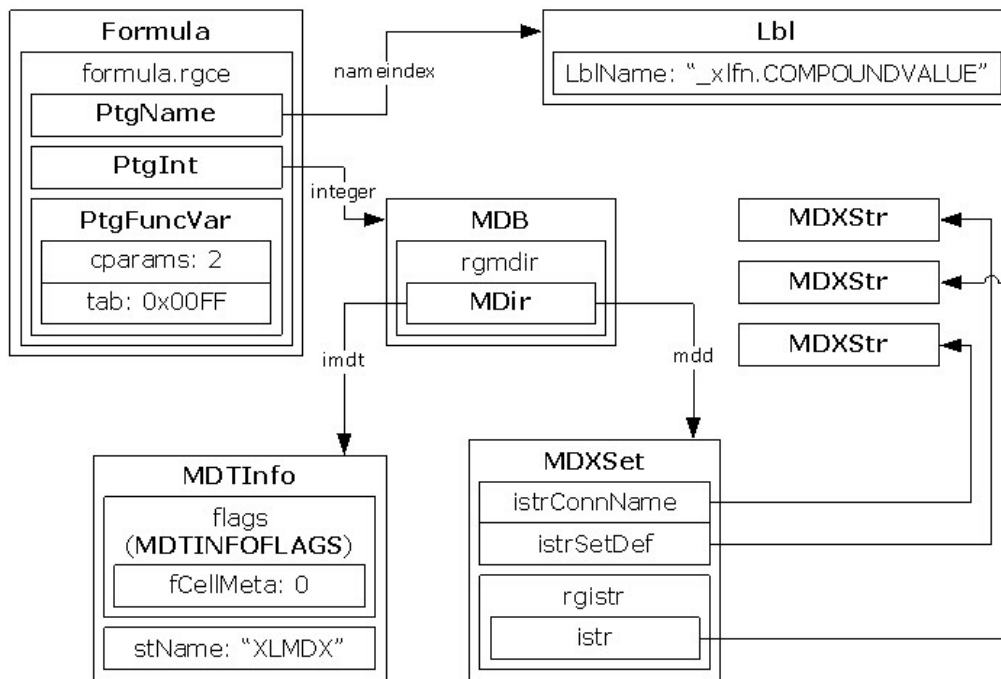 Formula
formula.rgce
PtgName
PtgInt
PtgFuncVar
cparams: 2
tab: 0x00FF
nameindex
Lbl
LblName: “_xlfn.COMPOUNDVALUE”
integer
MDB
rgmdir
MDir
MDXStr
MDXStr
MDXStr
imdt
mdd
MDTInfo
flags
(MDTINFOFLAGS)
fCellMeta: 0
stName: “XLMDX”
MDXSet
istrConnName
istrSetDef
rgistr
istr